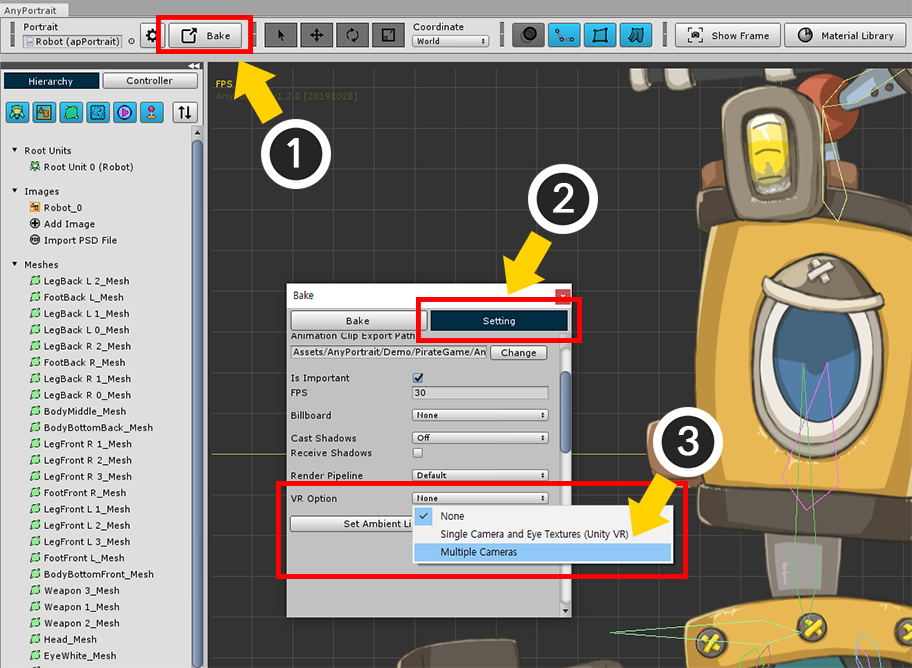 AnyPortrait
Portrait
Robot (apPortrait)
Bake
Coordinate
World
Show Frame
Material Library
Hierarchy
Controller
FPS
AnyPortrait v1.2.0 [20191028]
1
Root Units
Root Unit 0 (Robot)
Images
Robot_0
Add Image
Import PSD File
Meshes
LegBack L 2_Mesh
FootBack L_Mesh
LegBack L 1_Mesh
LegBack L 0_Mesh
LegBack R 2_Mesh
FootBack R_Mesh
LegBack R 1_Mesh
LegBack R 0_Mesh
BodyMiddle_Mesh
BodyBottomBack_Mesh
LegFront R 1_Mesh
LegFront R 2_Mesh
LegFront R 3_Mesh
FootFront R_Mesh
LegFront L 1_Mesh
LegFront L 2_Mesh
LegFront L 3_Mesh
FootFront L_Mesh
BodyBottomFront_Mesh
Weapon 3_Mesh
Weapon 1_Mesh
Weapon 2_Mesh
Head_Mesh
EyeWhite_Mesh
2
Bake
Bake
Setting
Animation Clip Export Path
Assets/AnyPortrait/Demo/PirateGame/An
Change
Is Important
FPS
30
Billboard
None
Cast Shadows
Off
Receive Shadows
Render Pipeline
Default
3
VR Option
None
Set Ambient Li
None
Single Camera and Eye Textures (Unity VR)
Multiple Cameras